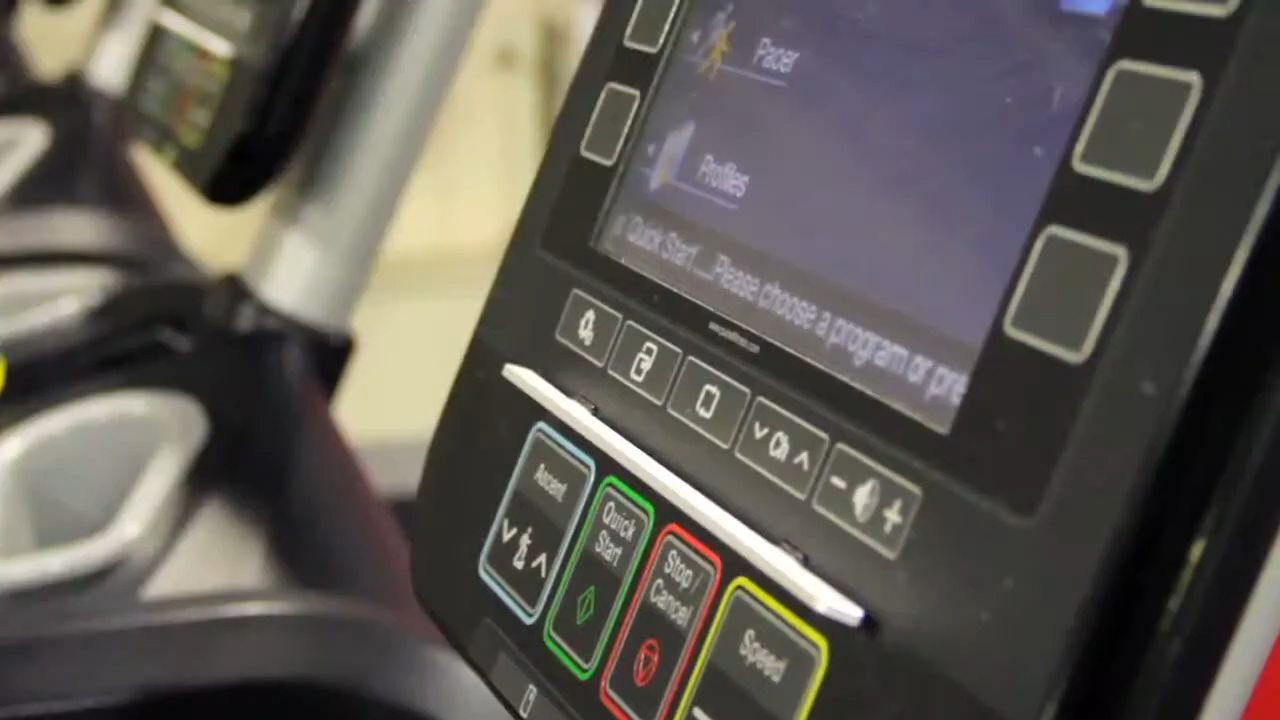 Pacer
Profiles
Quick Start ... Please choose a program or pre
Ch
Ascent
Quick
Start
Stop /
Cancel
Speed